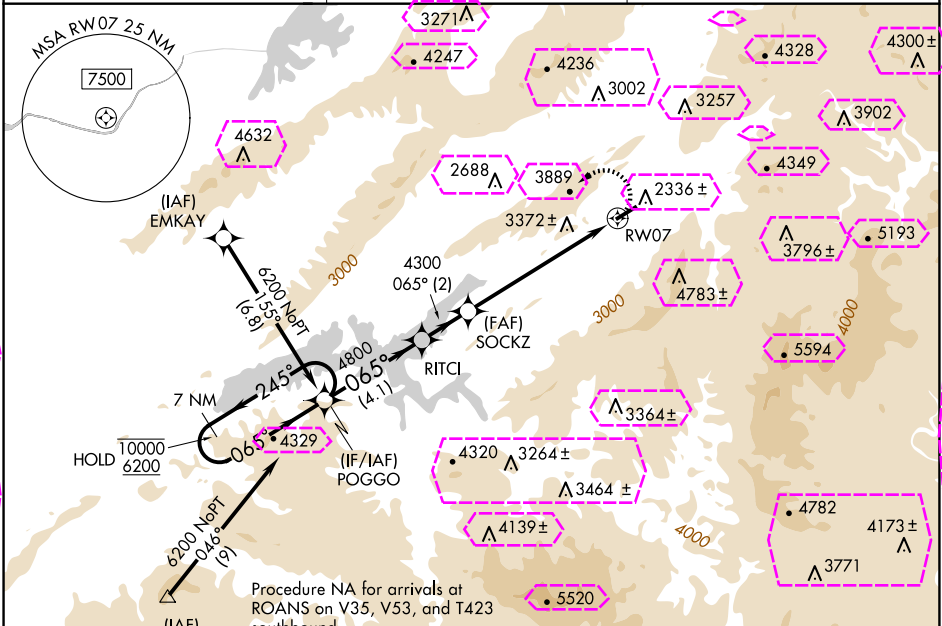 MSA RW07 25 NM
7500
3271
4247
4236
3002
3257
4328
4300 ±
3902
4632
2688
3889
2336 ±
4349
3372 ±
RW07
3796 ±
5193
(IAF)
EMKAY
6200 NoPT
155°
(6.8)
3000
4300
065° (2)
(FAF)
SOCKZ
3000
4783 ±
4000
5594
RITCI
4800
065°
(4.1)
245°
7 NM
065°
4329
HOLD
10000
6200
(IF/IAF)
POGGO
3364 ±
4320
3264 ±
3464 ±
4139 ±
4000
4782
4173 ±
3771
6200 NoPT
046°
(9)
Procedure NA for arrivals at
ROANS on V35, V53, and T423
southbound
5520
(IAF)